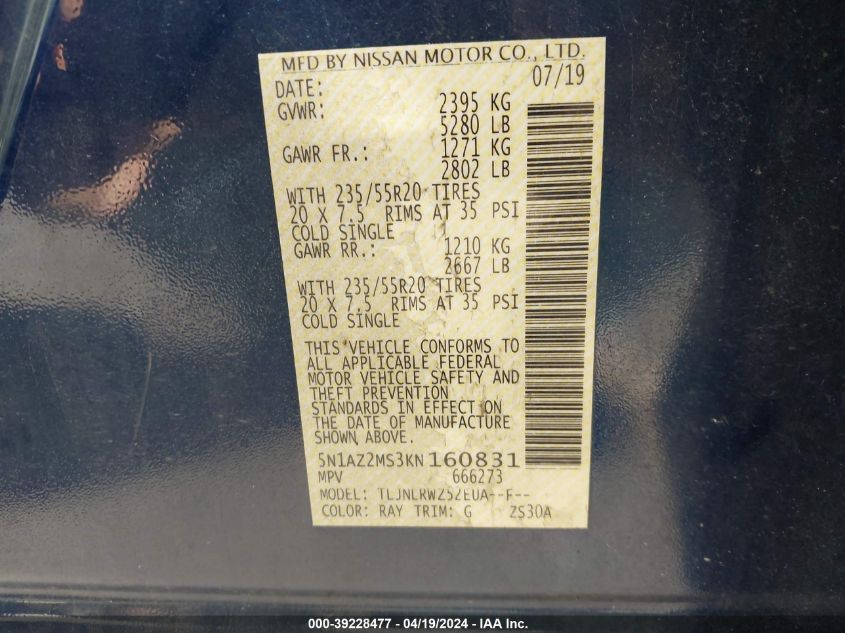 MFD BY NISSAN MOTOR CO., LTD.
DATE: 07/19
GVWR: 2395 KG
5280 LB
GAWR FR.: 1271 KG
2802 LB
WITH 235/55R20 TIRES
20 X 7.5 RIMS AT 35 PSI
COLD SINGLE
GAWR RR.: 1210 KG
2667 LB
WITH 235/55R20 TIRES
20 X 7.5 RIMS AT 35 PSI
COLD SINGLE
THIS VEHICLE CONFORMS TO
ALL APPLICABLE FEDERAL
MOTOR VEHICLE SAFETY AND
THEFT PREVENTION
STANDARDS IN EFFECT ON
THE DATE OF MANUFACTURE
SHOWN ABOVE.
5N1AZ2MS3KN160831
MPV 666273
MODEL: TLJNLRWZ52EUA--F--
COLOR: RAY TRIM: G ZS30A
000-39228477 - 04/19/2024 - IAA Inc.